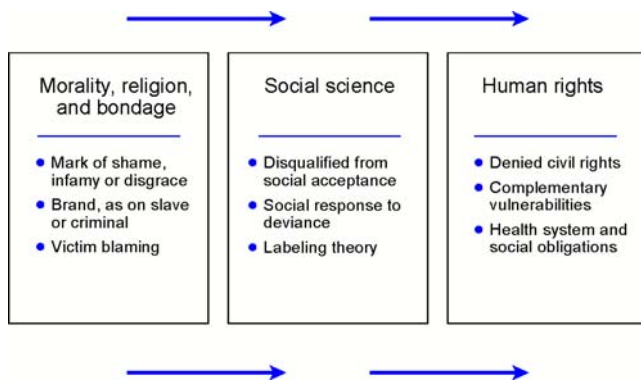 Morality, religion,
and bondage
Mark of shame,
infamy or disgrace
Brand, as on slave
or criminal
Victim blaming
Social science
Disqualified from
social acceptance
Social response to
deviance
Labeling theory
Human rights
Denied civil rights
Complementary
vulnerabilities
Health system and
social obligations